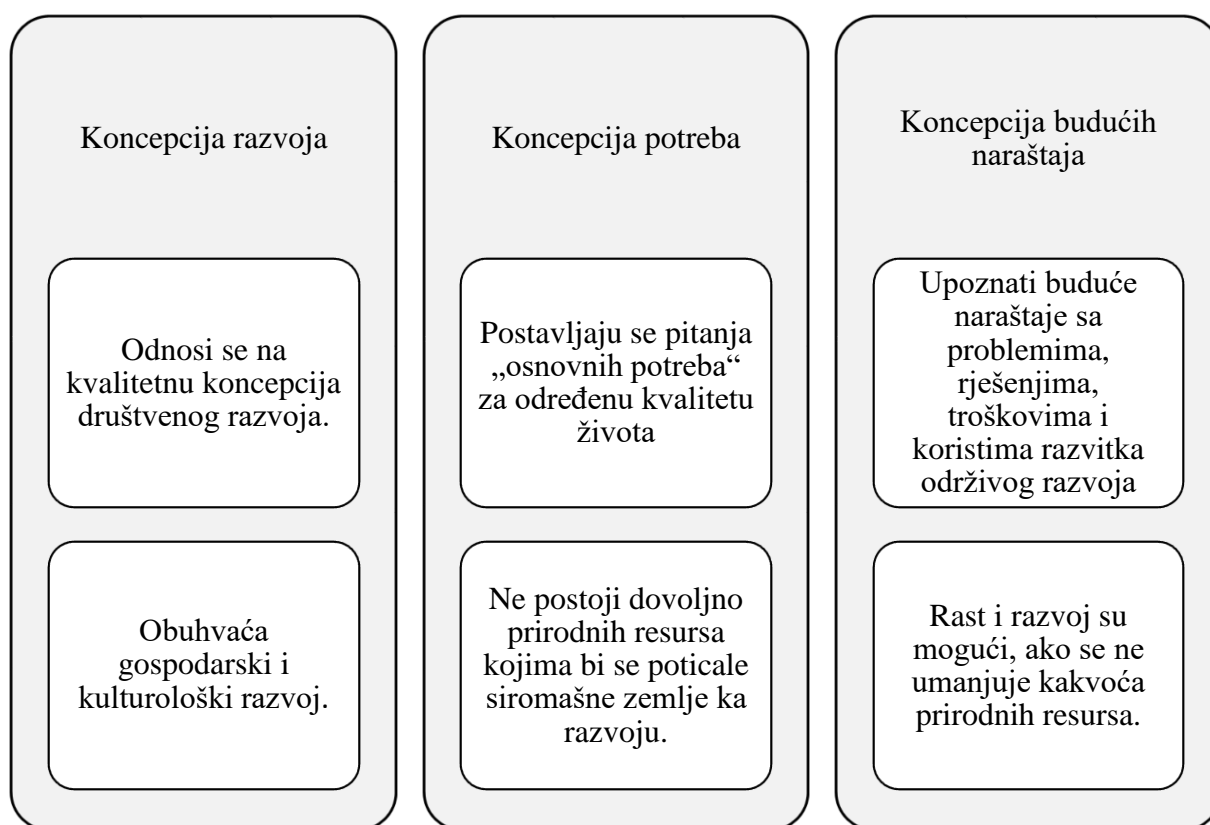 Koncepcija razvoja
Odnosi se na
kvalitetnu koncepcija
društvenog razvoja.
Obuhvaća
gospodarski i
kulturološki razvoj.
Koncepcija potreba
Postavljaju se pitanja
„osnovnih potreba“
za određenu kvalitetu
života
Ne postoji dovoljno
prirodnih resursa
kojima bi se poticale
siromašne zemlje ka
razvoju.
Koncepcija budućih
naraštaja
Upoznati buduće
naraštaje sa
problemima,
rješenjima,
troškovima i
koristima razvitka
održivog razvoja
Rast i razvoj su
mogući, ako se ne
umanjuje kakvoća
prirodnih resursa.